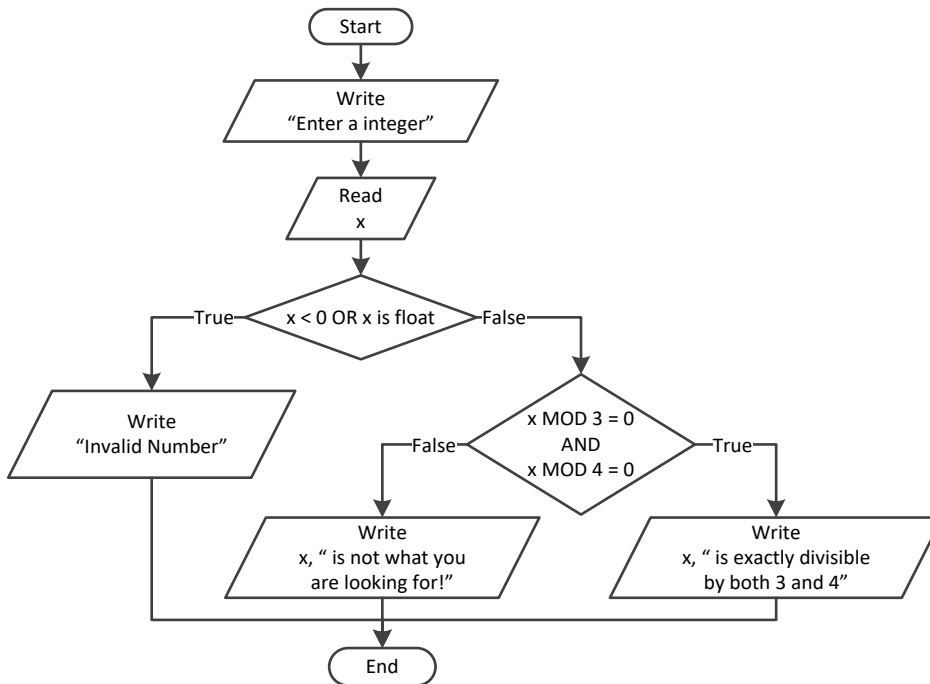 Start
Write
“Enter a integer”
Read
x
x < 0 OR x is float
True
False
Write
“Invalid Number”
x MOD 3 = 0
AND
x MOD 4 = 0
False
True
Write
x, “ is not what you
are looking for!”
Write
x, “ is exactly divisible
by both 3 and 4”
End